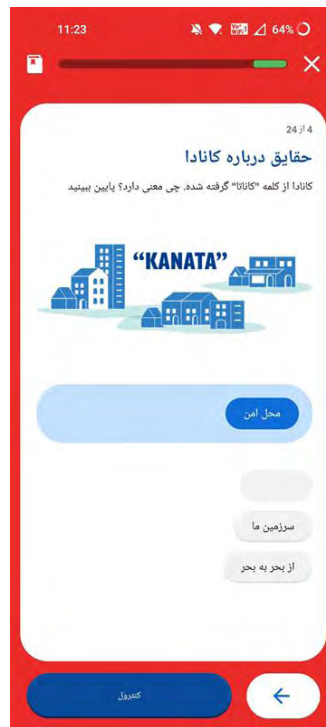 11:23
64%
4 از 24
حقایق درباره کانادا
کانادا از کلمه "کاناتا" گرفته شده. چی معنی دارد؟ پایین ببینید
“KANATA”
محل امن
سرزمین ما
از بحر به بحر
کنترول